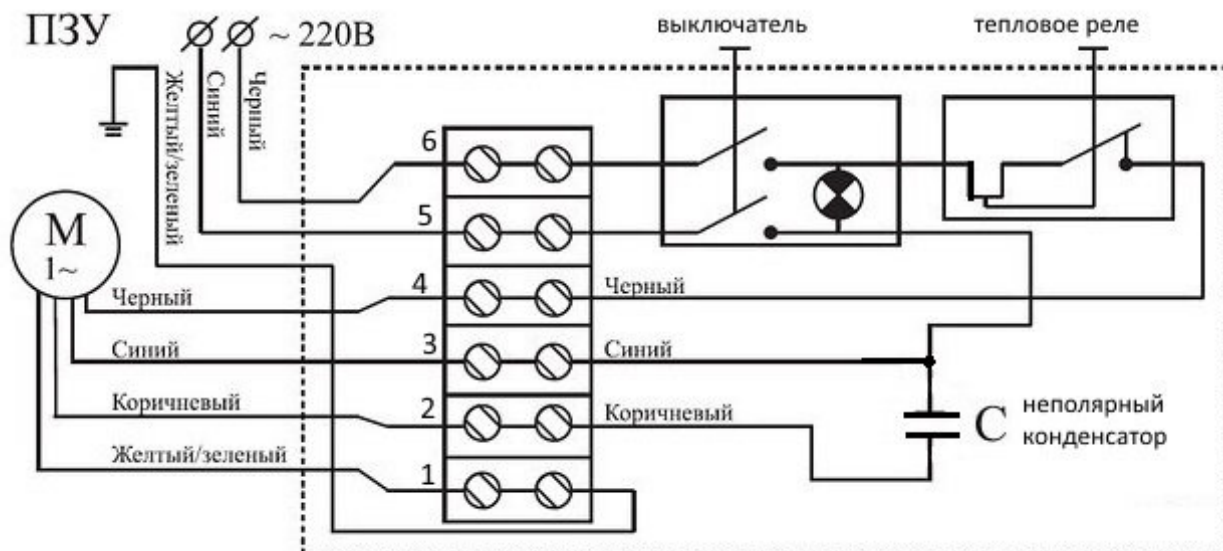 ПЗУ
~ 220В
выключатель
тепловое реле
Желтый/зеленый
Синий
Черный
6
5
4
3
2
1
М
1~
Черный
Синий
Коричневый
Желтый/зеленый
Черный
Синий
Коричневый
С
неполярный
конденсатор